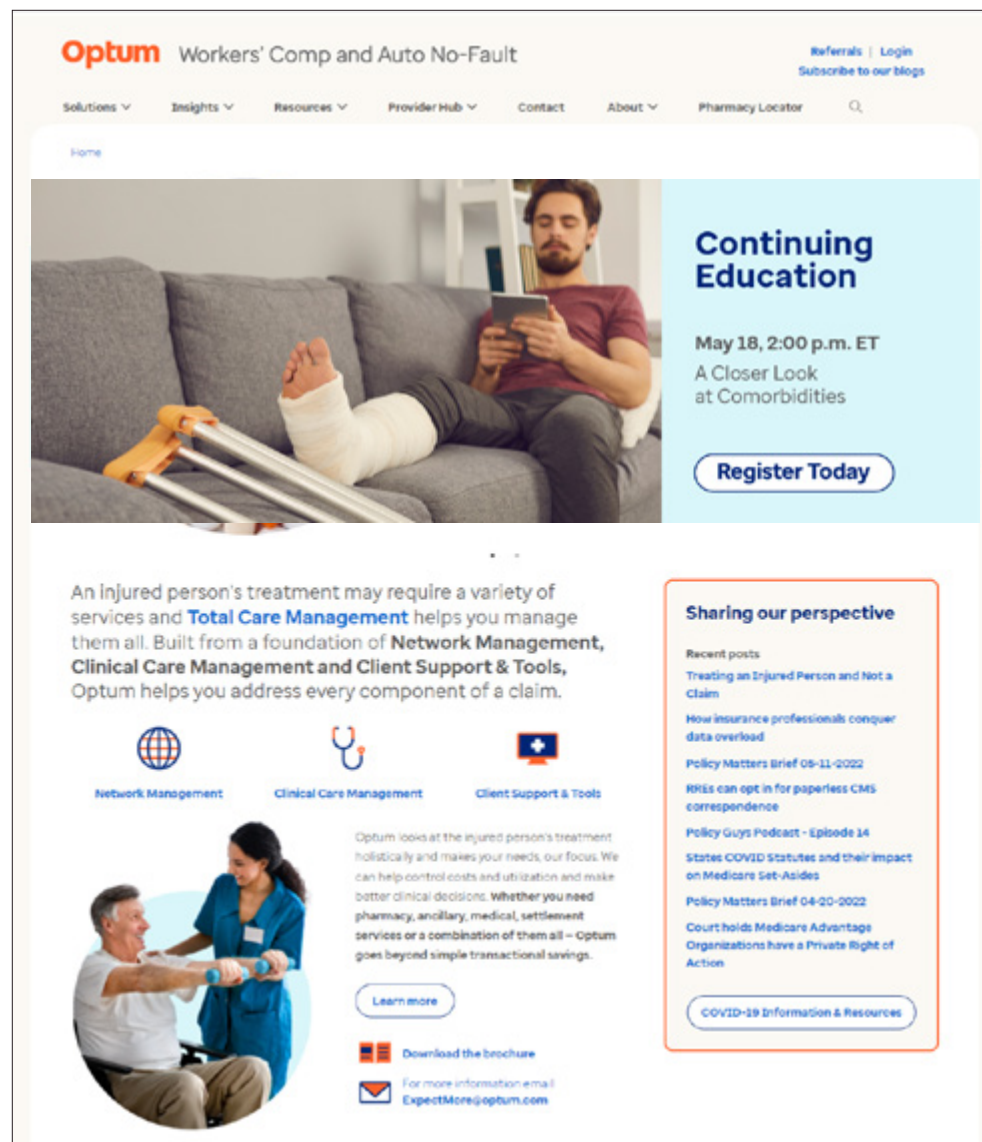 Optum Workers' Comp and Auto No-Fault
Referrals | Login
Subscribe to our blogs
Solutions Insights Resources Provider Hub Contact About Pharmacy Locator
Home
Continuing
Education
May 18, 2:00 p.m. ET
A Closer Look
at Comorbidities
Register Today
An injured person's treatment may require a variety of
services and Total Care Management helps you manage
them all. Built from a foundation of Network Management,
Clinical Care Management and Client Support & Tools,
Optum helps you address every component of a claim.
Network Management
Clinical Care Management
Client Support & Tools
Optum looks at the injured person's treatment
holistically and makes your needs, our focus. We
can help control costs and utilization and make
better clinical decisions. Whether you need
pharmacy, ancillary, medical, settlement
services or a combination of them all – Optum
goes beyond simple transactional savings.
Learn more
Download the brochure
For more information email
ExpectMore@optum.com
Sharing our perspective
Recent posts
Treating an Injured Person and Not a
Claim
How insurance professionals conquer
data overload
Policy Matters Brief 05-11-2022
RREs can opt in for paperless CMS
correspondence
Policy Guys Podcast - Episode 14
States COVID Statutes and their impact
on Medicare Set-Asides
Policy Matters Brief 04-20-2022
Court holds Medicare Advantage
Organizations have a Private Right of
Action
COVID-19 Information & Resources